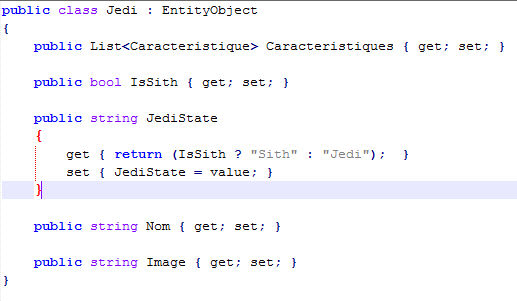 public class Jedi : EntityObject
{
public List<Caracteristique> Caracteristiques { get; set; }
public bool IsSith { get; set; }
public string JediState
{
get { return (IsSith ? "Sith" : "Jedi"); }
set { JediState = value; }
}
public string Nom { get; set; }
public string Image { get; set; }
}